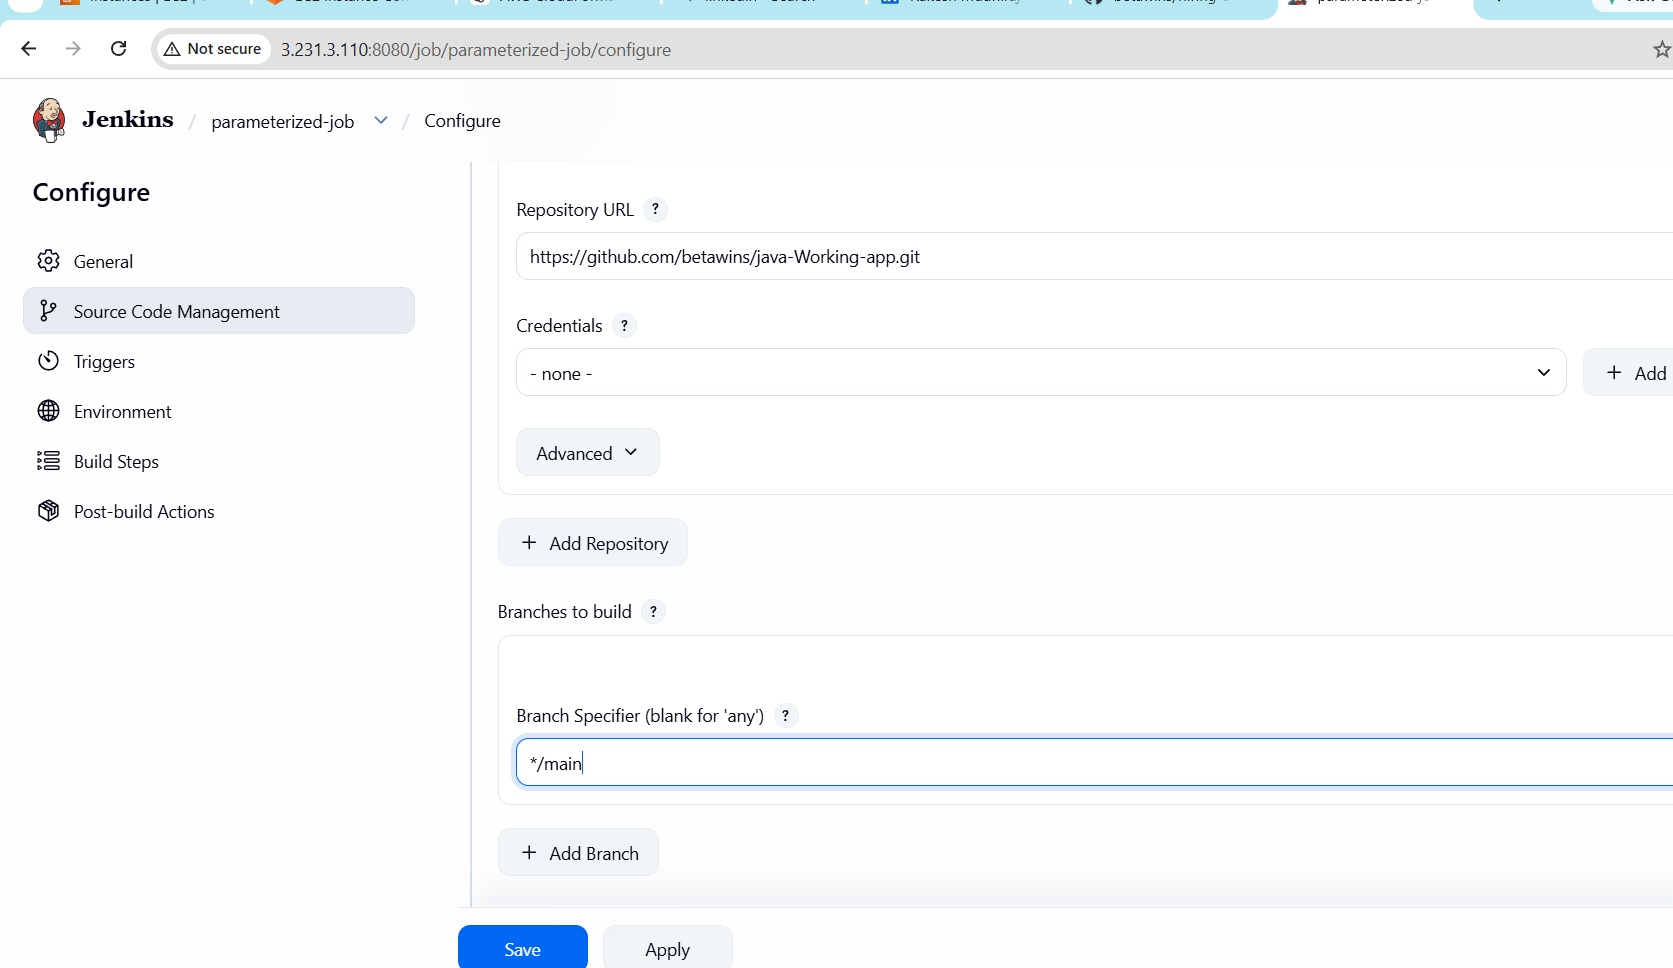 Not secure
3.231.3.110:8080/job/parameterized-job/configure
Jenkins / parameterized-job / Configure
Configure
General
Source Code Management
Triggers
Environment
Build Steps
Post-build Actions
Repository URL ?
https://github.com/betawins/java-Working-app.git
Credentials ?
- none -
+ Add
Advanced
+ Add Repository
Branches to build ?
Branch Specifier (blank for 'any') ?
*/main
+ Add Branch
Save
Apply